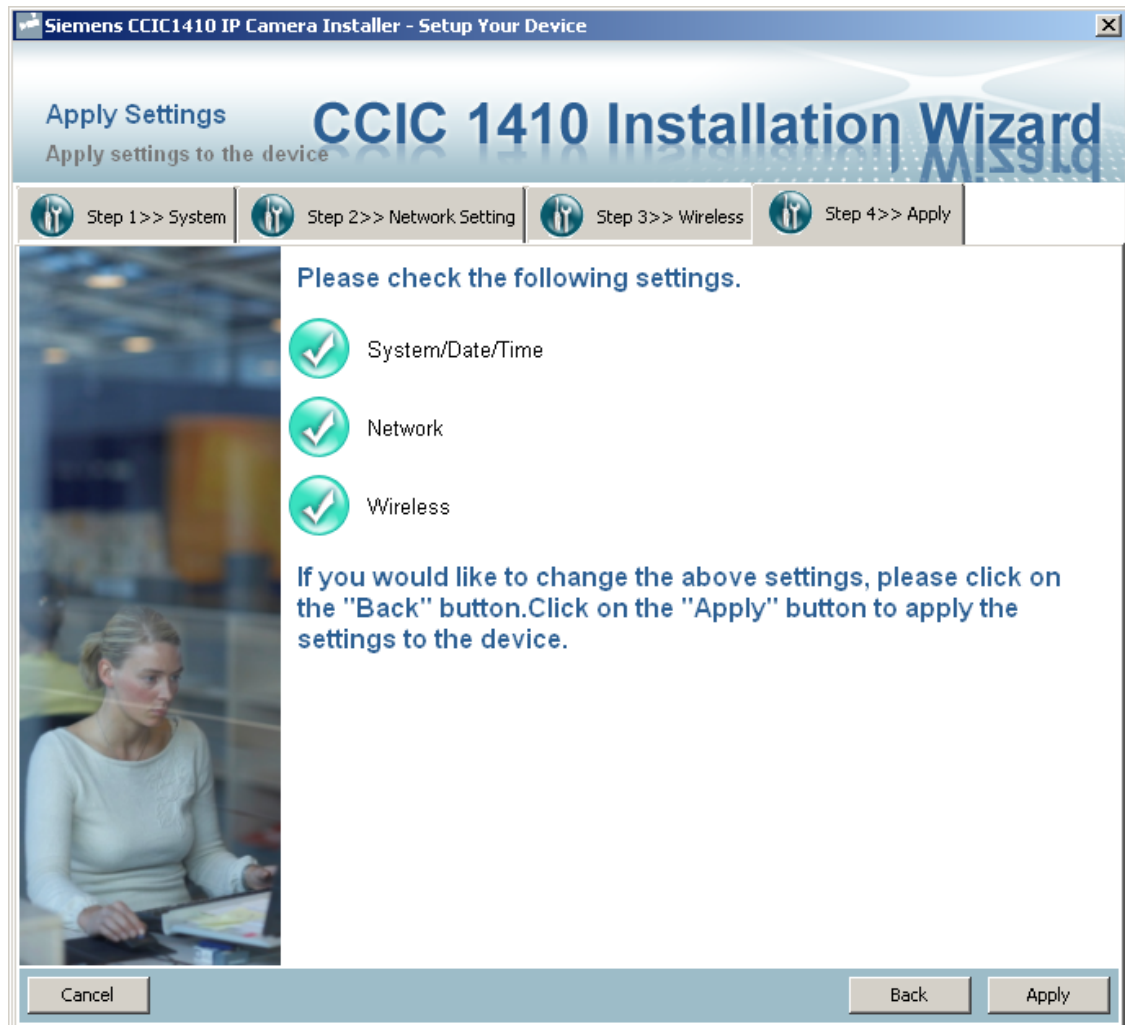 Siemens CCIC1410 IP Camera Installer - Setup Your Device
Apply Settings
CCIC 1410 Installation Wizard
Apply settings to the device
Step 1>> System
Step 2>> Network Setting
Step 3>> Wireless
Step 4>> Apply
Please check the following settings.
System/Date/Time
Network
Wireless
If you would like to change the above settings, please click on
the "Back" button.Click on the "Apply" button to apply the
settings to the device.
Cancel
Back
Apply